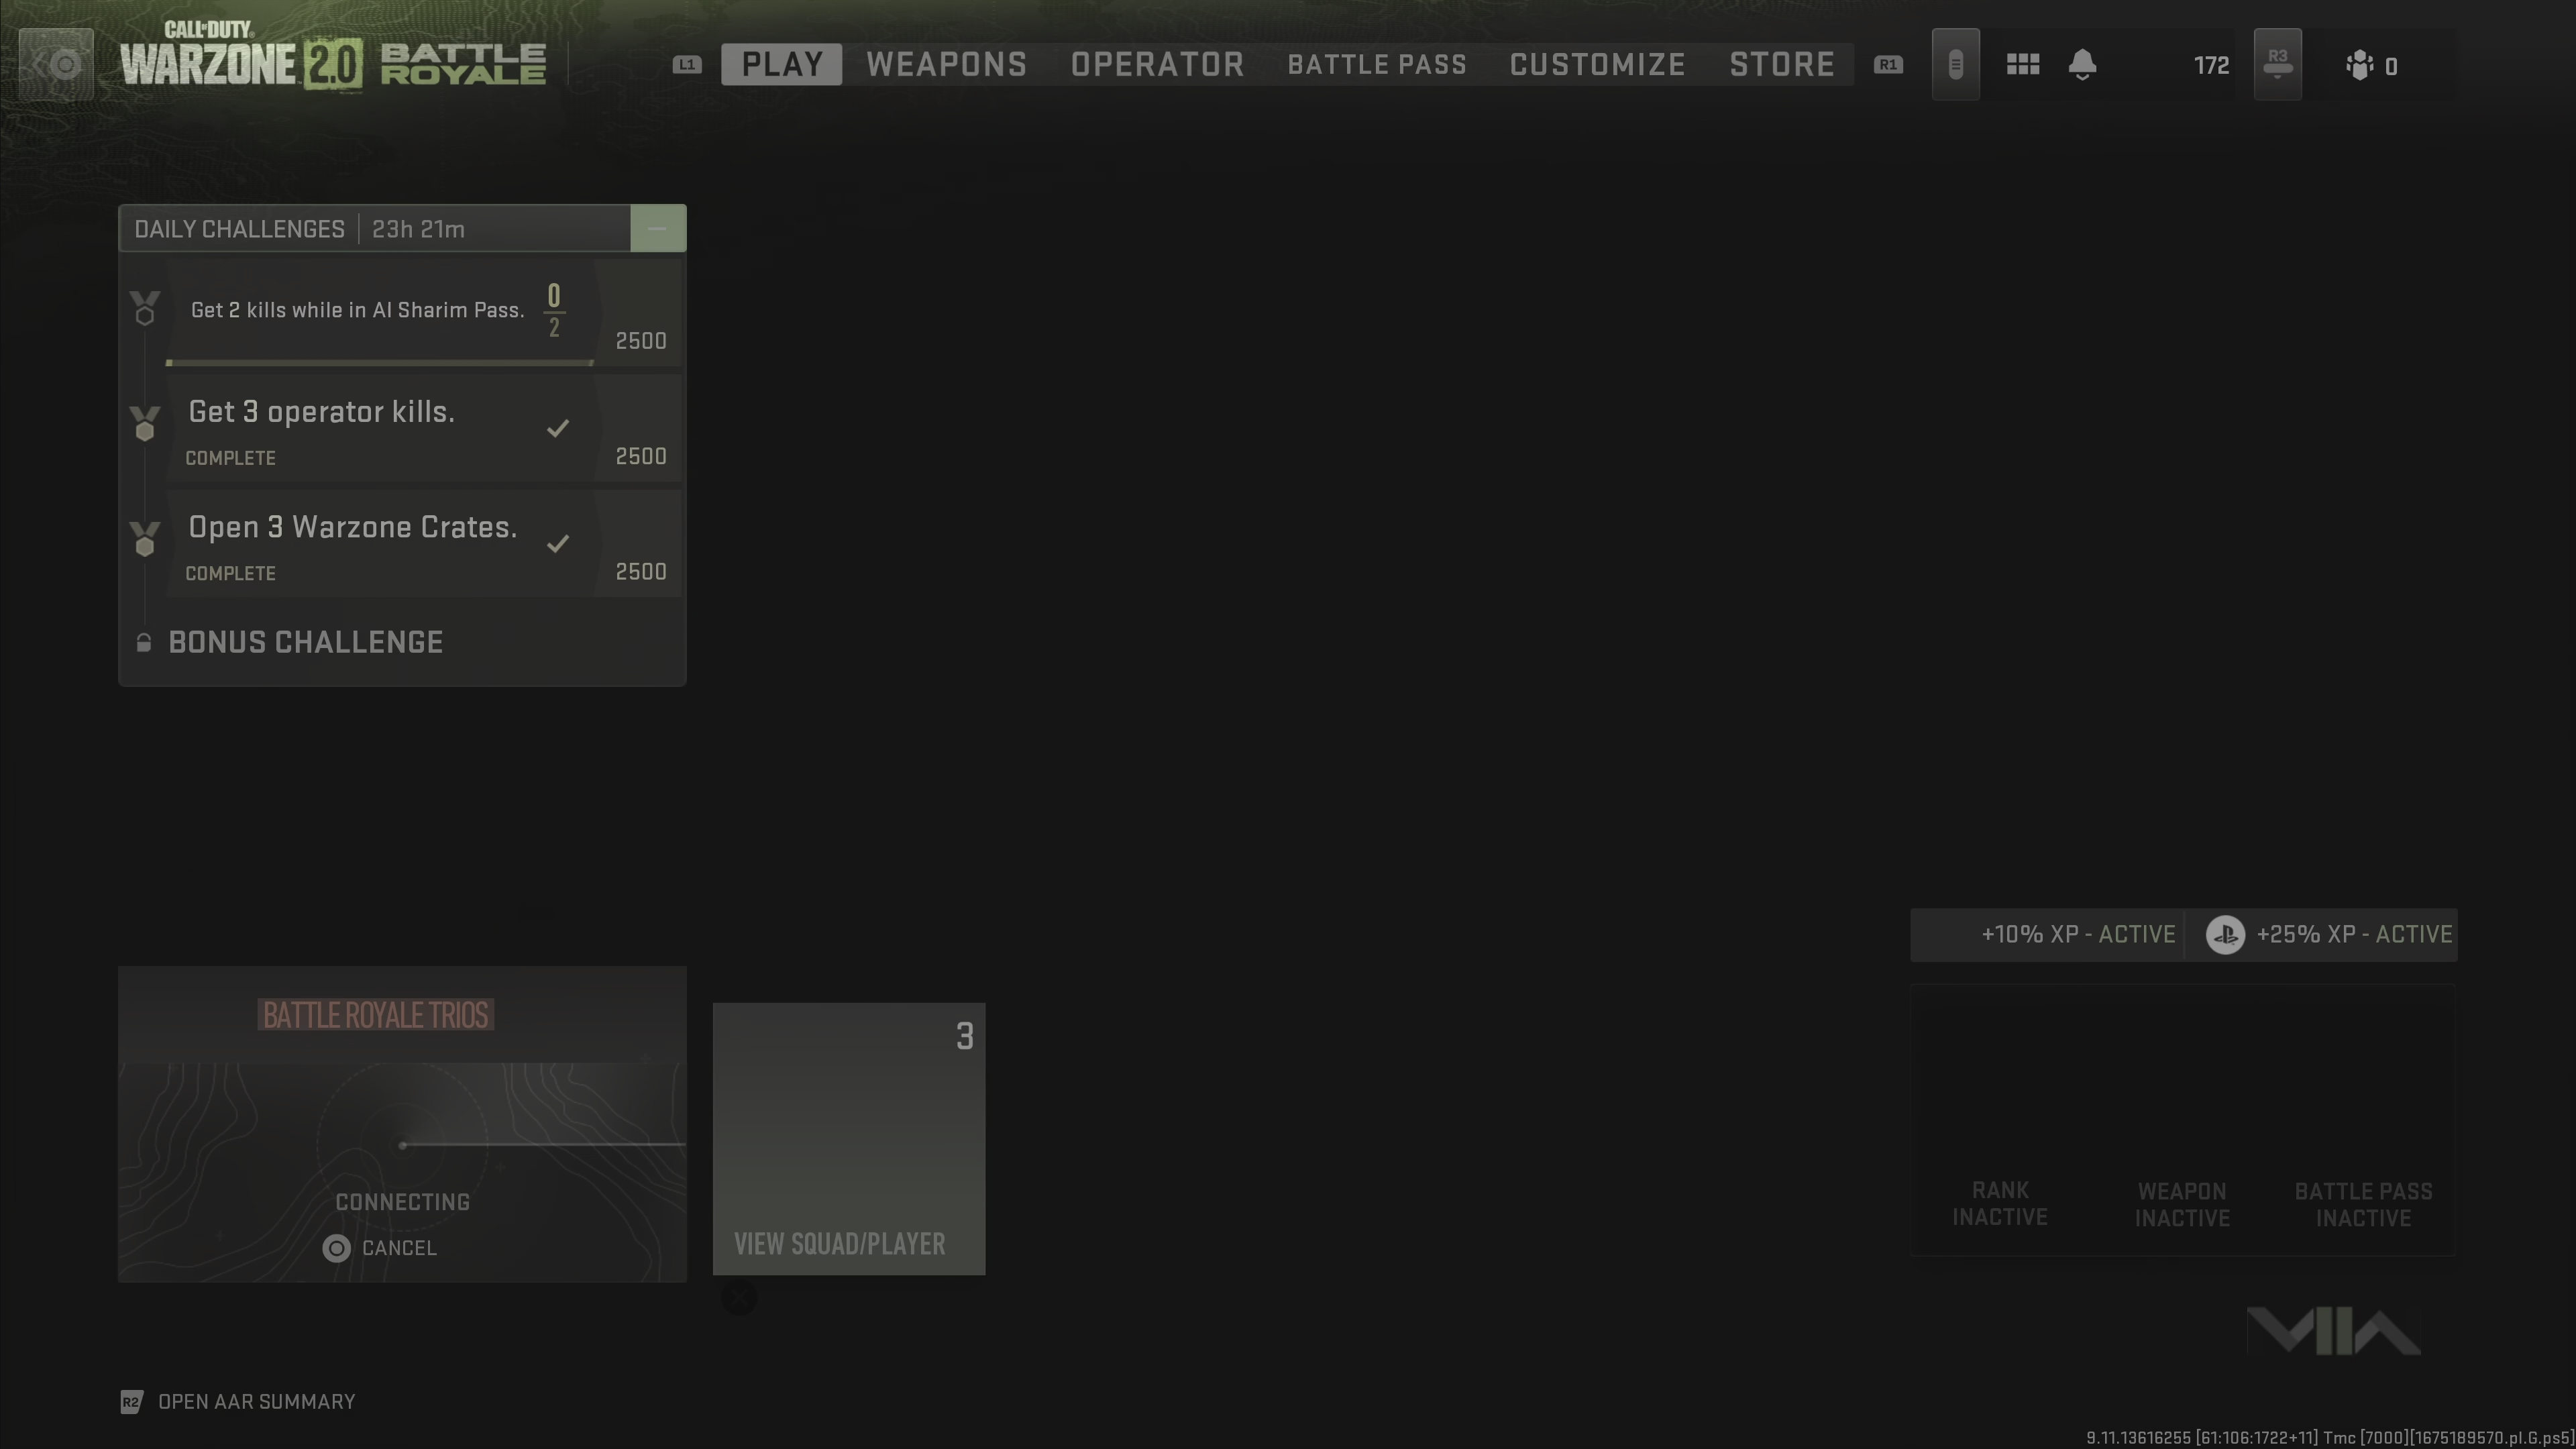 CALL OF DUTY®
WARZONE™ 2.0 BATTLE ROYALE
L1 PLAY WEAPONS OPERATOR BATTLE PASS CUSTOMIZE STORE R1 172 R3 0
DAILY CHALLENGES | 23h 21m
Get 2 kills while in Al Sharim Pass. 0/2
2500
Get 3 operator kills.
COMPLETE 2500
Open 3 Warzone Crates.
COMPLETE 2500
BONUS CHALLENGE
+10% XP - ACTIVE +25% XP - ACTIVE
BATTLE ROYALE TRIOS
3
CONNECTING
CANCEL
VIEW SQUAD/PLAYER
RANK INACTIVE
WEAPON INACTIVE
BATTLE PASS INACTIVE
MIIW
R2 OPEN AAR SUMMARY
9.11.13616255 [61:106:1722+11] Tmc [7000][1675189570.pl.G.ps5]